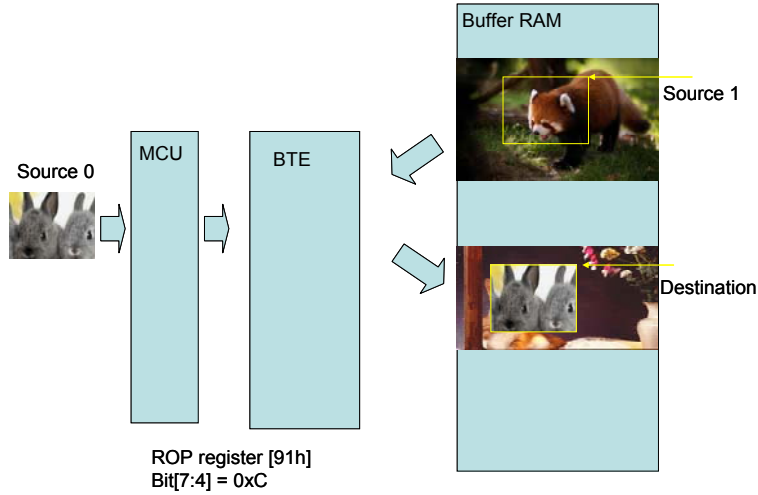 Buffer RAM
Source 1
MCU
BTE
Source 0
Destination
ROP register [91h]
Bit[7:4] = 0xC